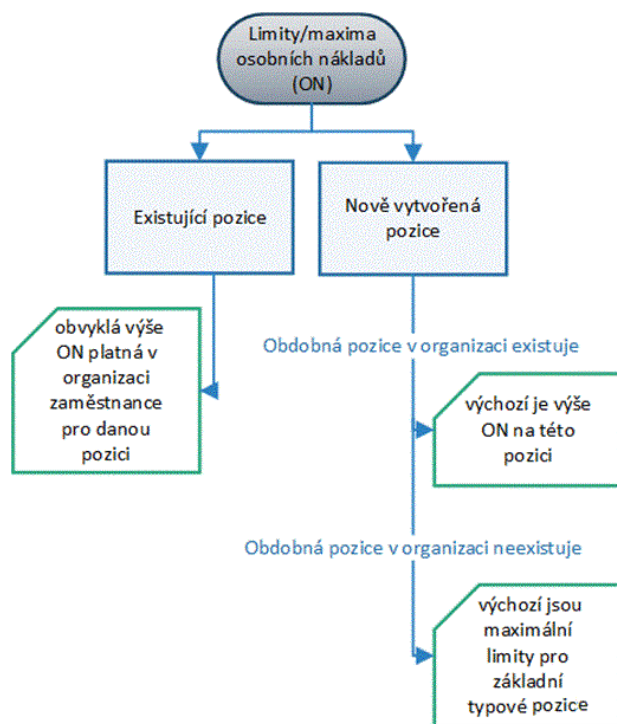 Limity/maxima
osobních nákladů
(ON)
Existující pozice
Nově vytvořená
pozice
obvyklá výše
ON platná v
organizaci
zaměstnance
pro danou
pozici
Obdobná pozice v organizaci existuje
výchozí je výše
ON na této
pozici
Obdobná pozice v organizaci neexistuje
výchozí jsou
maximální
limity pro
základní
typové pozice